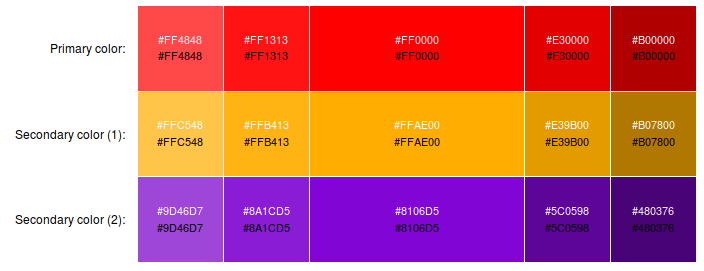 Primary color:
#FF4848 #FF1313 #FF0000 #E30000 #B00000
#FF4848 #FF1313 #FF0000 #E30000 #B00000
Secondary color (1):
#FFC548 #FFB413 #FFAE00 #E39B00 #B07800
#FFC548 #FFB413 #FFAE00 #E39B00 #B07800
Secondary color (2):
#9D46D7 #8A1CD5 #8106D5 #5C0598 #480376
#9D46D7 #8A1CD5 #8106D5 #5C0598 #480376